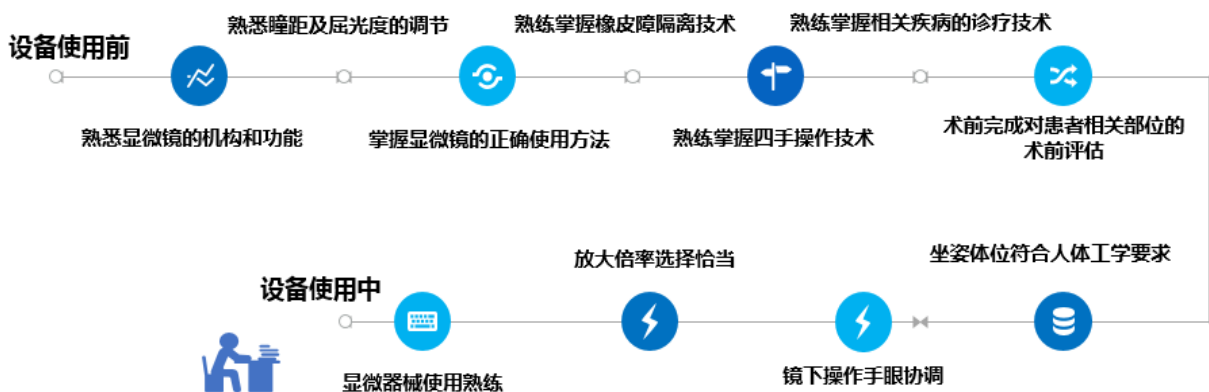 设备使用前
熟悉瞳距及屈光度的调节
熟练掌握橡皮障隔离技术
熟练掌握相关疾病的诊疗技术
熟悉显微镜的机构和功能
掌握显微镜的正确使用方法
熟练掌握四手操作技术
术前完成对患者相关部位的
术前评估
设备使用中
放大倍率选择恰当
坐姿体位符合人体工学要求
显微器械使用熟练
镜下操作手眼协调